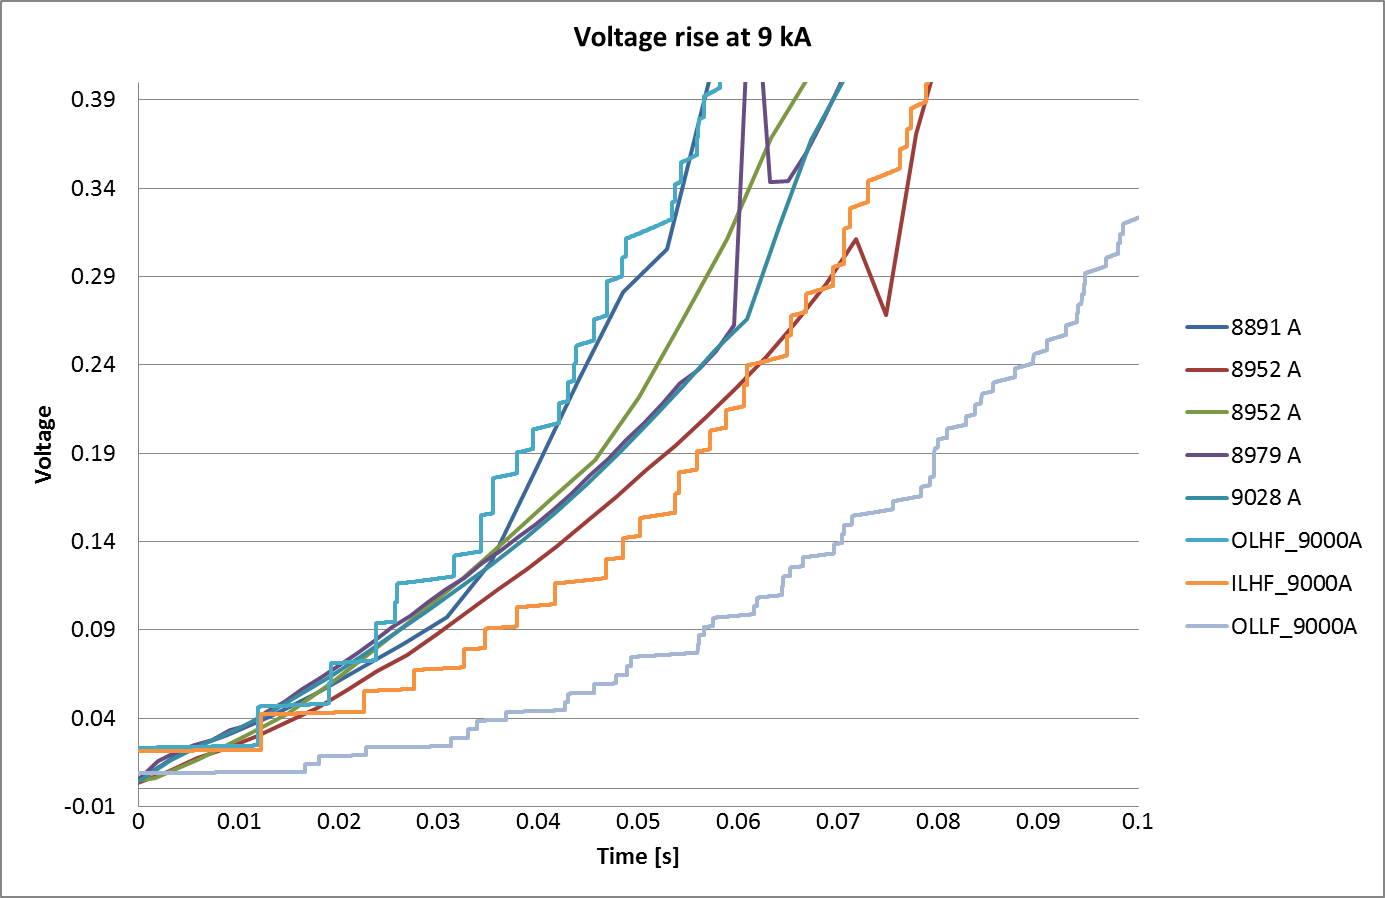 Voltage rise at 9 kA
0.39
0.34
0.29
0.24
0.19
0.14
0.09
0.04
-0.01
Voltage
0 0.01 0.02 0.03 0.04 0.05 0.06 0.07 0.08 0.09 0.1
Time [s]
8891 A
8952 A
8952 A
8979 A
9028 A
OLHF_9000A
ILHF_9000A
OLLF_9000A